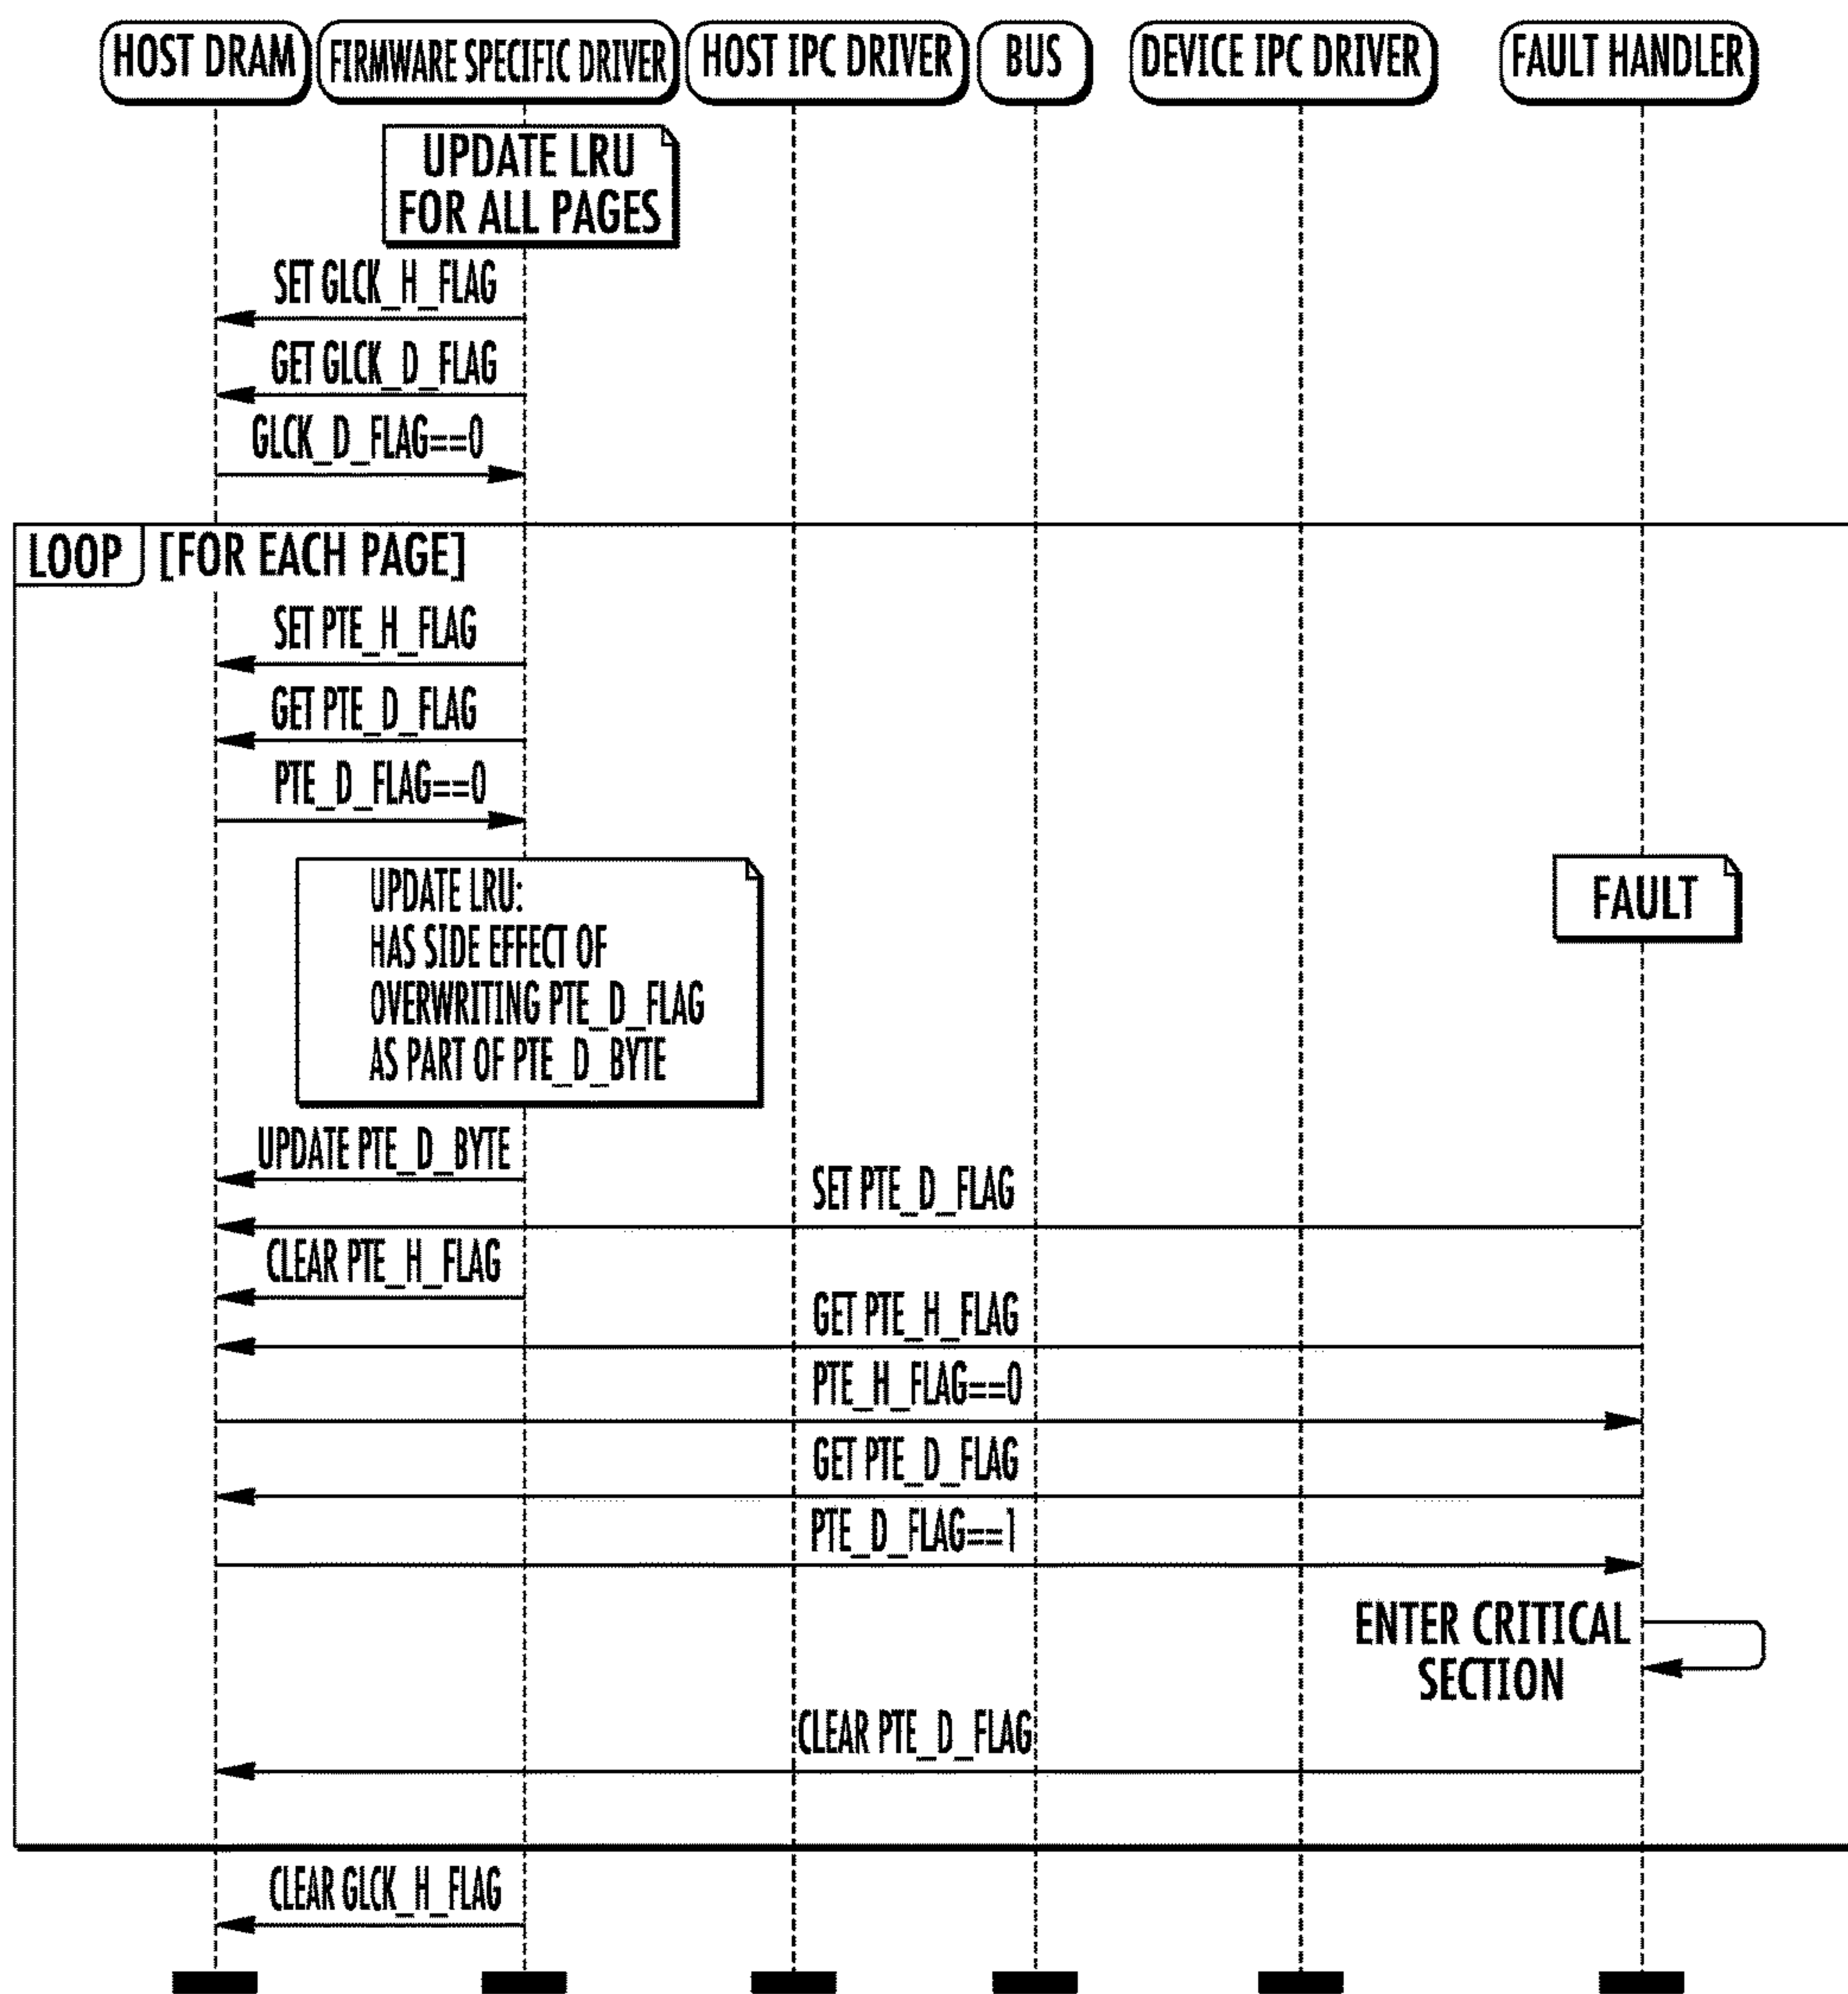 HOST DRAM
FIRMWARE SPECIFIC DRIVER
HOST IPC DRIVER
BUS
DEVICE IPC DRIVER
FAULT HANDLER
UPDATE LRU
FOR ALL PAGES
SET GLCK_H_FLAG
GET GLCK_D_FLAG
GLCK_D_FLAG==0
LOOP [FOR EACH PAGE]
SET PTE_H_FLAG
GET PTE_D_FLAG
PTE_D_FLAG==0
UPDATE LRU:
HAS SIDE EFFECT OF
OVERWRITING PTE_D_FLAG
AS PART OF PTE_D_BYTE
FAULT
UPDATE PTE_D_BYTE
SET PTE_D_FLAG
CLEAR PTE_H_FLAG
GET PTE_H_FLAG
PTE_H_FLAG==0
GET PTE_D_FLAG
PTE_D_FLAG==1
ENTER CRITICAL
SECTION
CLEAR PTE_D_FLAG
CLEAR GLCK_H_FLAG